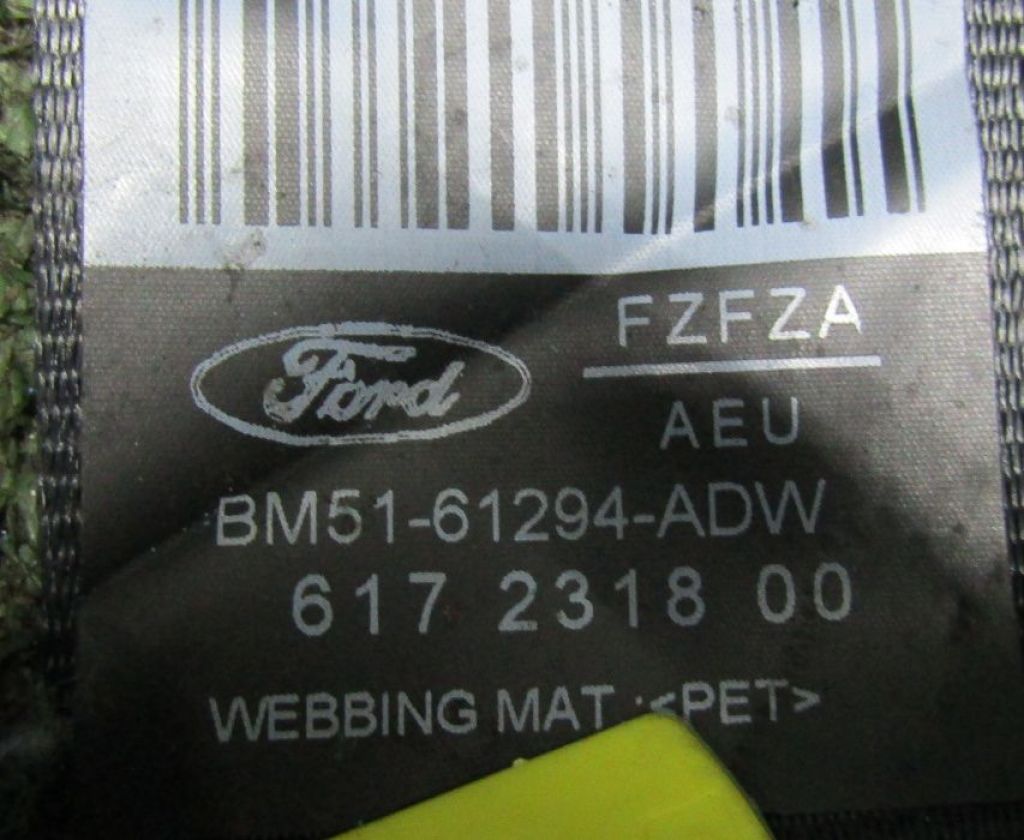 FZFZA
Ford
AEU
BM51-61294-ADW
617 2318 00
WEBBING MAT :<PET>